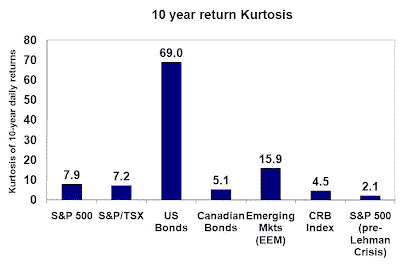 10 year return Kurtosis
Kurtosis of 10-year daily returns
80
70
60
50
40
30
20
10
0
7.9
7.2
69.0
5.1
15.9
4.5
2.1
S&P 500
S&P/TSX
US
Bonds
Canadian
Bonds
Emerging
Mkts
(EEM)
CRB
Index
S&P 500
(pre-
Lehman
Crisis)